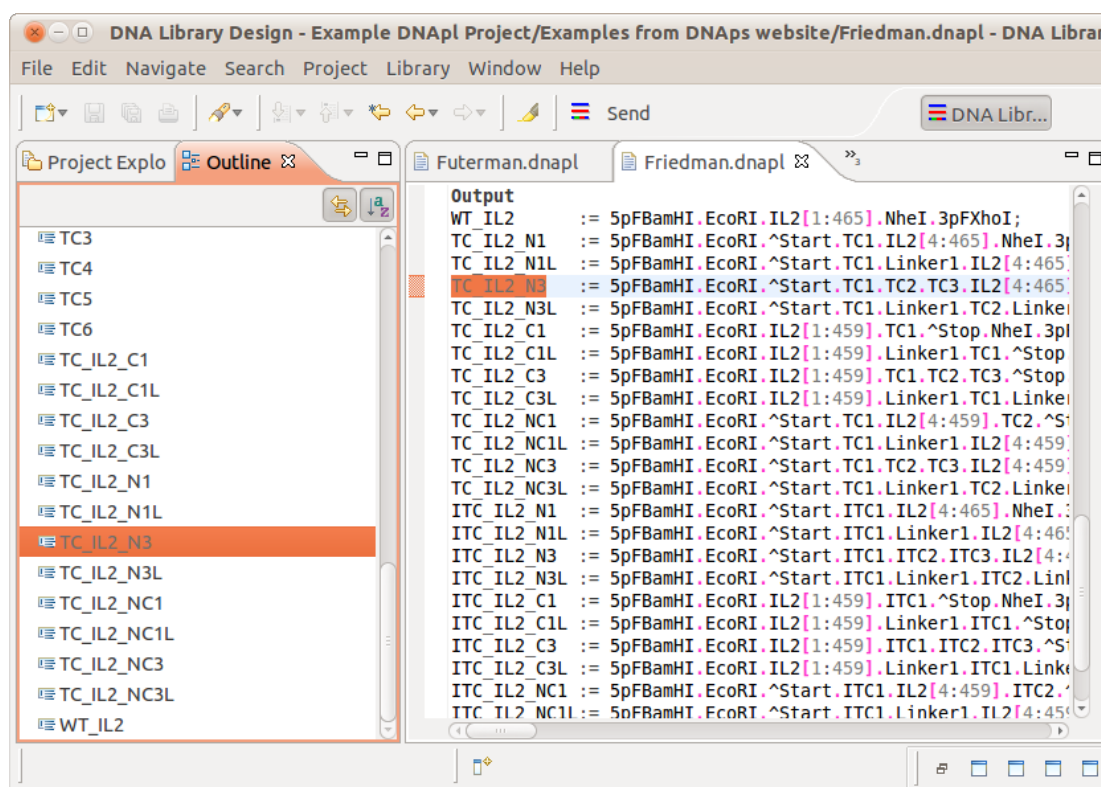 DNA Library Design - Example DNApl Project/Examples from DNAps website/Friedman.dnapl - DNA Librar
File Edit Navigate Search Project Library Window Help
Send
DNA Libr...
Project Explo Outline
Futerman.dnapl Friedman.dnapl »3
TC3
TC4
TC5
TC6
TC_IL2_C1
TC_IL2_C1L
TC_IL2_C3
TC_IL2_C3L
TC_IL2_N1
TC_IL2_N1L
TC_IL2_N3
TC_IL2_N3L
TC_IL2_NC1
TC_IL2_NC1L
TC_IL2_NC3
TC_IL2_NC3L
WT_IL2
Output
WT_IL2 := 5pFBamHI.EcoRI.IL2[1:465].NheI.3pFXhoI;
TC_IL2_N1 := 5pFBamHI.EcoRI.^Start.TC1.IL2[4:465].NheI.3p
TC_IL2_N1L := 5pFBamHI.EcoRI.^Start.TC1.Linker1.IL2[4:465]
TC_IL2_N3 := 5pFBamHI.EcoRI.^Start.TC1.TC2.TC3.IL2[4:465]
TC_IL2_N3L := 5pFBamHI.EcoRI.^Start.TC1.Linker1.TC2.Linker
TC_IL2_C1 := 5pFBamHI.EcoRI.IL2[1:459].TC1.^Stop.NheI.3pF
TC_IL2_C1L := 5pFBamHI.EcoRI.IL2[1:459].Linker1.TC1.^Stop
TC_IL2_C3 := 5pFBamHI.EcoRI.IL2[1:459].TC1.TC2.TC3.^Stop
TC_IL2_C3L := 5pFBamHI.EcoRI.IL2[1:459].Linker1.TC1.Linker
TC_IL2_NC1 := 5pFBamHI.EcoRI.^Start.TC1.IL2[4:459].TC2.^St
TC_IL2_NC1L := 5pFBamHI.EcoRI.^Start.TC1.Linker1.IL2[4:459]
TC_IL2_NC3 := 5pFBamHI.EcoRI.^Start.TC1.TC2.TC3.IL2[4:459]
TC_IL2_NC3L := 5pFBamHI.EcoRI.^Start.TC1.Linker1.TC2.Linker
ITC_IL2_N1 := 5pFBamHI.EcoRI.^Start.ITC1.IL2[4:465].NheI.3
ITC_IL2_N1L := 5pFBamHI.EcoRI.^Start.ITC1.Linker1.IL2[4:465
ITC_IL2_N3 := 5pFBamHI.EcoRI.^Start.ITC1.ITC2.ITC3.IL2[4:4
ITC_IL2_N3L := 5pFBamHI.EcoRI.^Start.ITC1.Linker1.ITC2.Link
ITC_IL2_C1 := 5pFBamHI.EcoRI.IL2[1:459].ITC1.^Stop.NheI.3p
ITC_IL2_C1L := 5pFBamHI.EcoRI.IL2[1:459].Linker1.ITC1.^Stop
ITC_IL2_C3 := 5pFBamHI.EcoRI.IL2[1:459].ITC1.ITC2.ITC3.^St
ITC_IL2_C3L := 5pFBamHI.EcoRI.IL2[1:459].Linker1.ITC1.Linke
ITC_IL2_NC1 := 5pFBamHI.EcoRI.^Start.ITC1.IL2[4:459].ITC2.^
ITC_IL2_NC1L:= 5pFBamHI.EcoRI.^Start.ITC1.Linker1.IL2[4:459